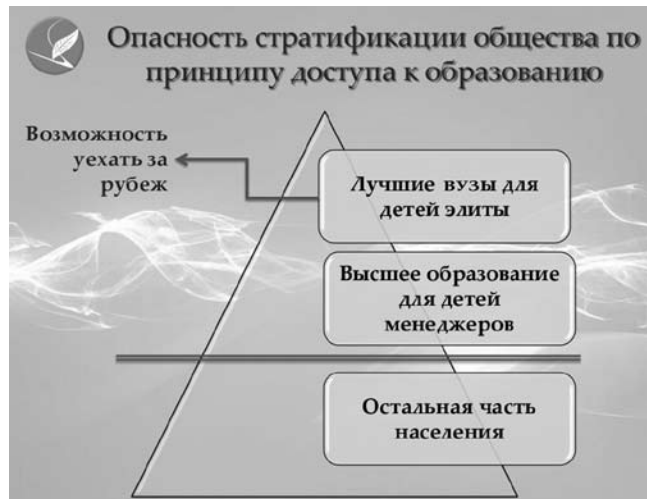 Опасность стратификации общества по
принципу доступа к образованию
Возможность
уехать за
рубеж
Лучшие вузы для
детей элиты
Высшее образование
для детей
менеджеров
Остальная часть
населения